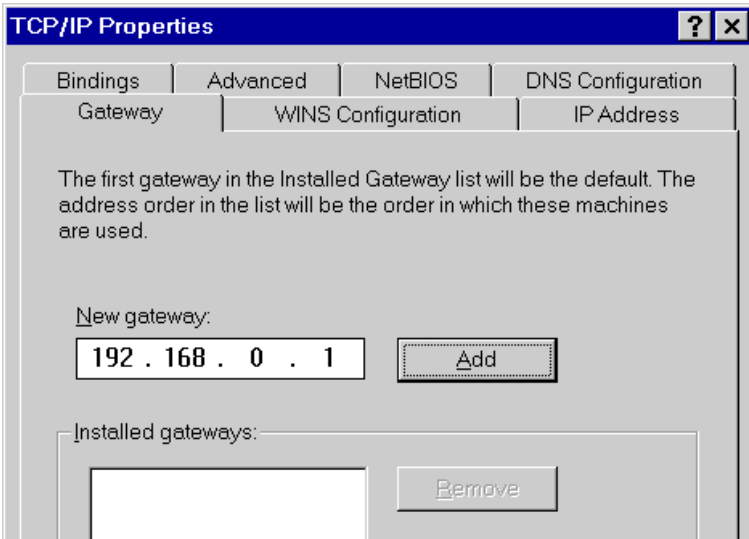 TCP/IP Properties
? ×
Bindings Advanced NetBIOS DNS Configuration
Gateway WINS Configuration IP Address
The first gateway in the Installed Gateway list will be the default. The
address order in the list will be the order in which these machines
are used.
New gateway:
192 . 168 . 0 . 1 Add
Installed gateways:
Remove